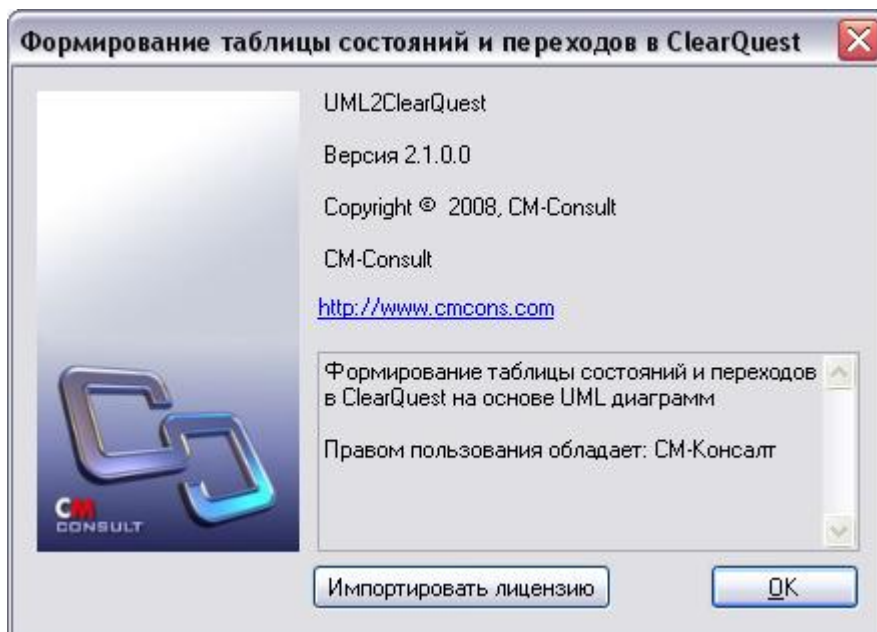 Формирование таблицы состояний и переходов в ClearQuest
UML2ClearQuest
Версия 2.1.0.0
Copyright © 2008, CM-Consult
CM-Consult
http://www.cmcons.com
Формирование таблицы состояний и переходов
в ClearQuest на основе UML диаграмм
Правом пользования обладает: СМ-Консалт
CM
CONSULT
Импортировать лицензию
OK